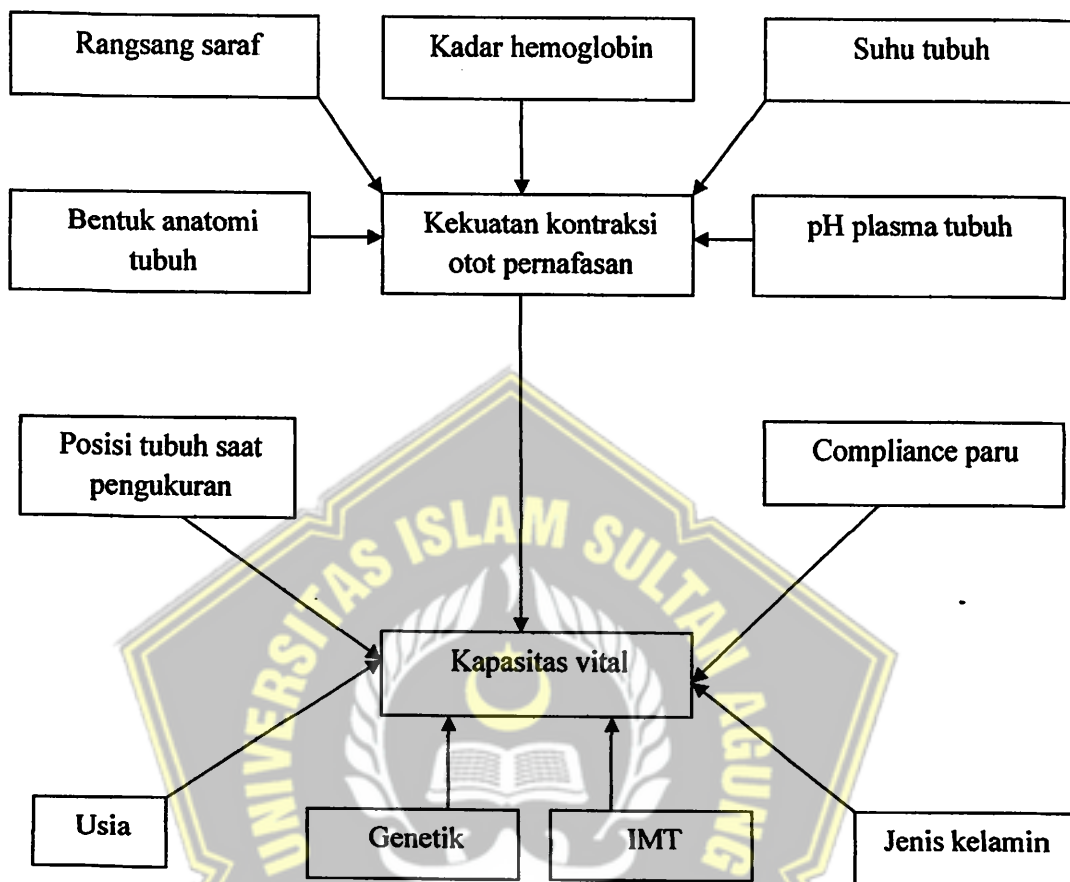 Rangsang saraf
Kadar hemoglobin
Suhu tubuh
Bentuk anatomi
tubuh
Kekuatan kontraksi
otot pernafasan
pH plasma tubuh
Posisi tubuh saat
pengukuran
Compliance paru
UNIVERSITAS ISLAM SULTAN AGUNG
Kapasitas vital
Usia
Genetik
IMT
Jenis kelamin